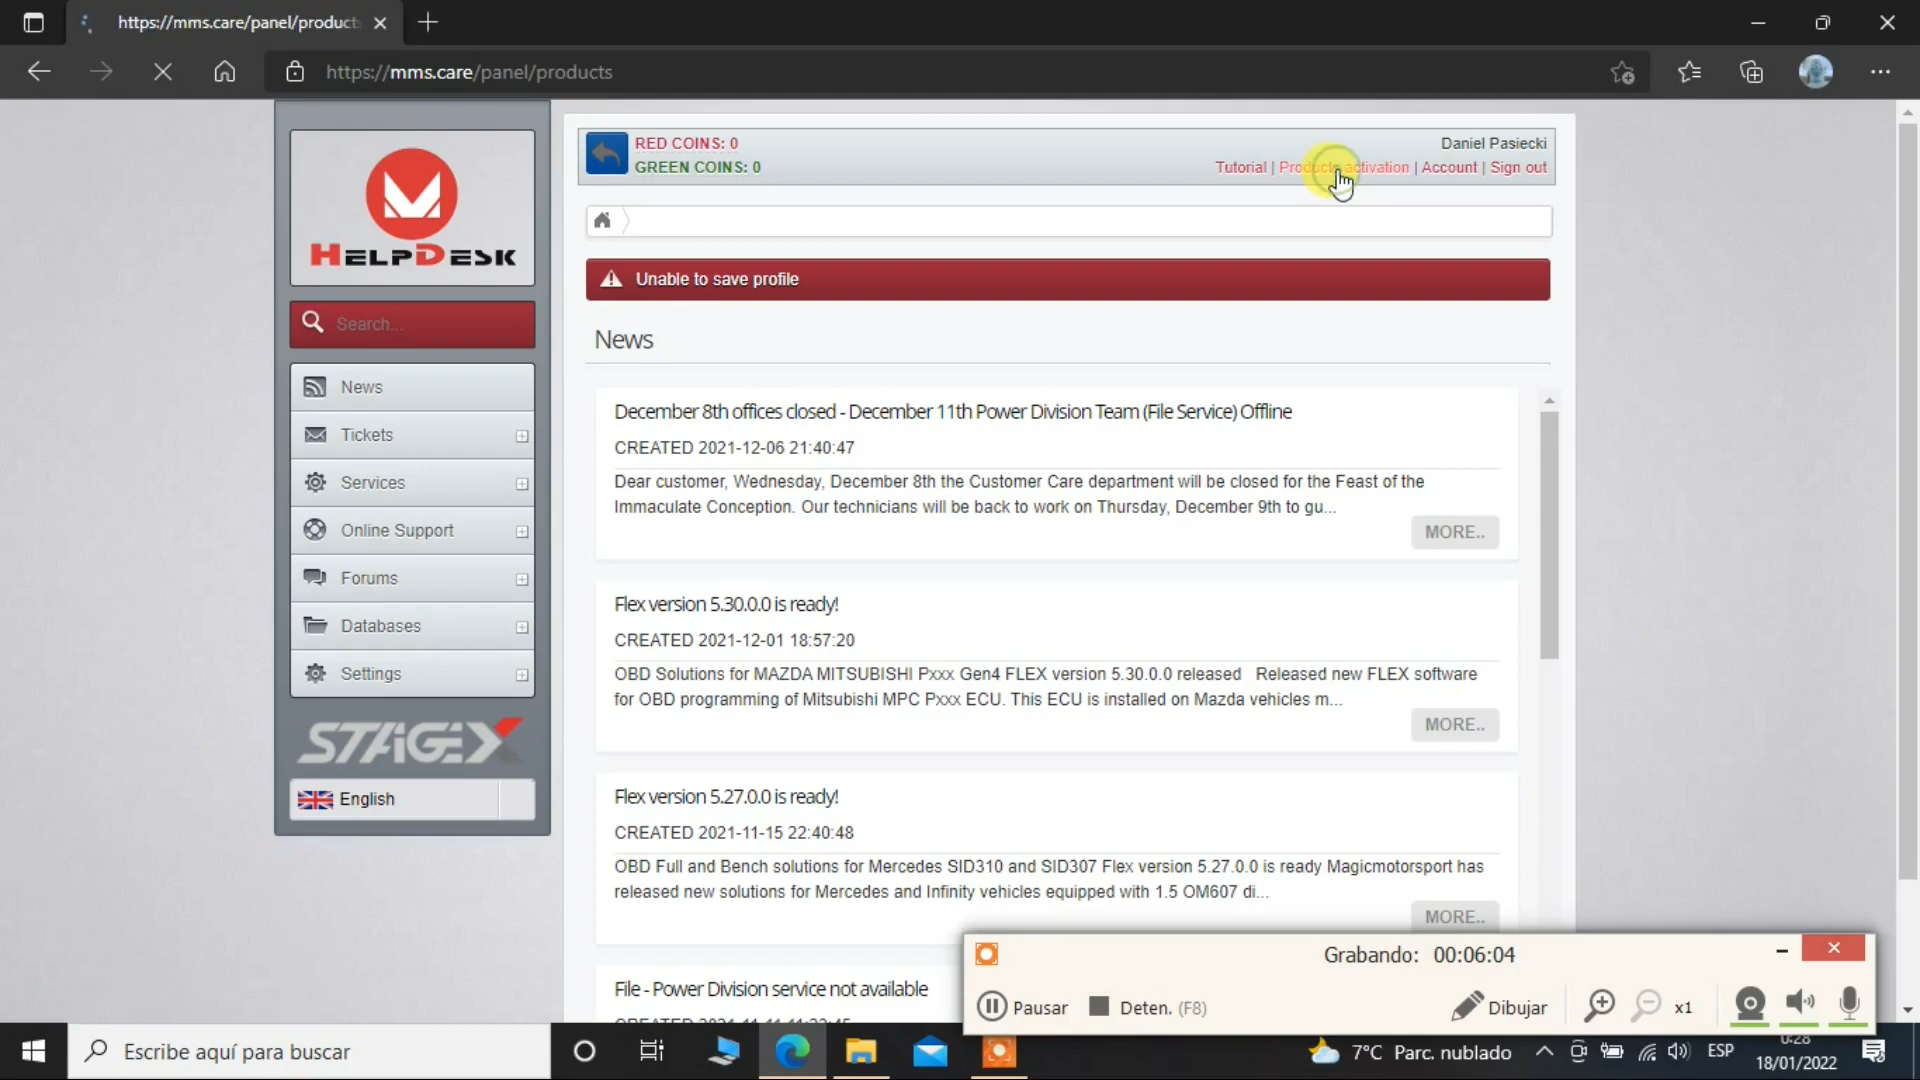 https://mms.care/panel/product
https://mms.care/panel/products
HELPDESK
Search...
News
Tickets
Services
Online Support
Forums
Databases
Settings
STAGEX
English
RED COINS: 0
GREEN COINS: 0
Daniel Pasiecki
Tutorial | Products activation | Account | Sign out
Unable to save profile
News
December 8th offices closed - December 11th Power Division Team (File Service) Offline
CREATED 2021-12-06 21:40:47
Dear customer, Wednesday, December 8th the Customer Care department will be closed for the Feast of the
Immaculate Conception. Our technicians will be back to work on Thursday, December 9th to gu...
MORE..
Flex version 5.30.0.0 is ready!
CREATED 2021-12-01 18:57:20
OBD Solutions for MAZDA MITSUBISHI Pxxx Gen4 FLEX version 5.30.0.0 released Released new FLEX software
for OBD programming of Mitsubishi MPC Pxxx ECU. This ECU is installed on Mazda vehicles m...
MORE..
Flex version 5.27.0.0 is ready!
CREATED 2021-11-15 22:40:48
OBD Full and Bench solutions for Mercedes SID310 and SID307 Flex version 5.27.0.0 is ready Magicmotorsport has
released new solutions for Mercedes and Infinity vehicles equipped with 1.5 OM607 di...
MORE..
File - Power Division service not available
Grabando: 00:06:04
Pausar
Deten. (F8)
Dibujar
x1
Escribe aquí para buscar
7°C Parc. nublado
ESP
0:28
18/01/2022